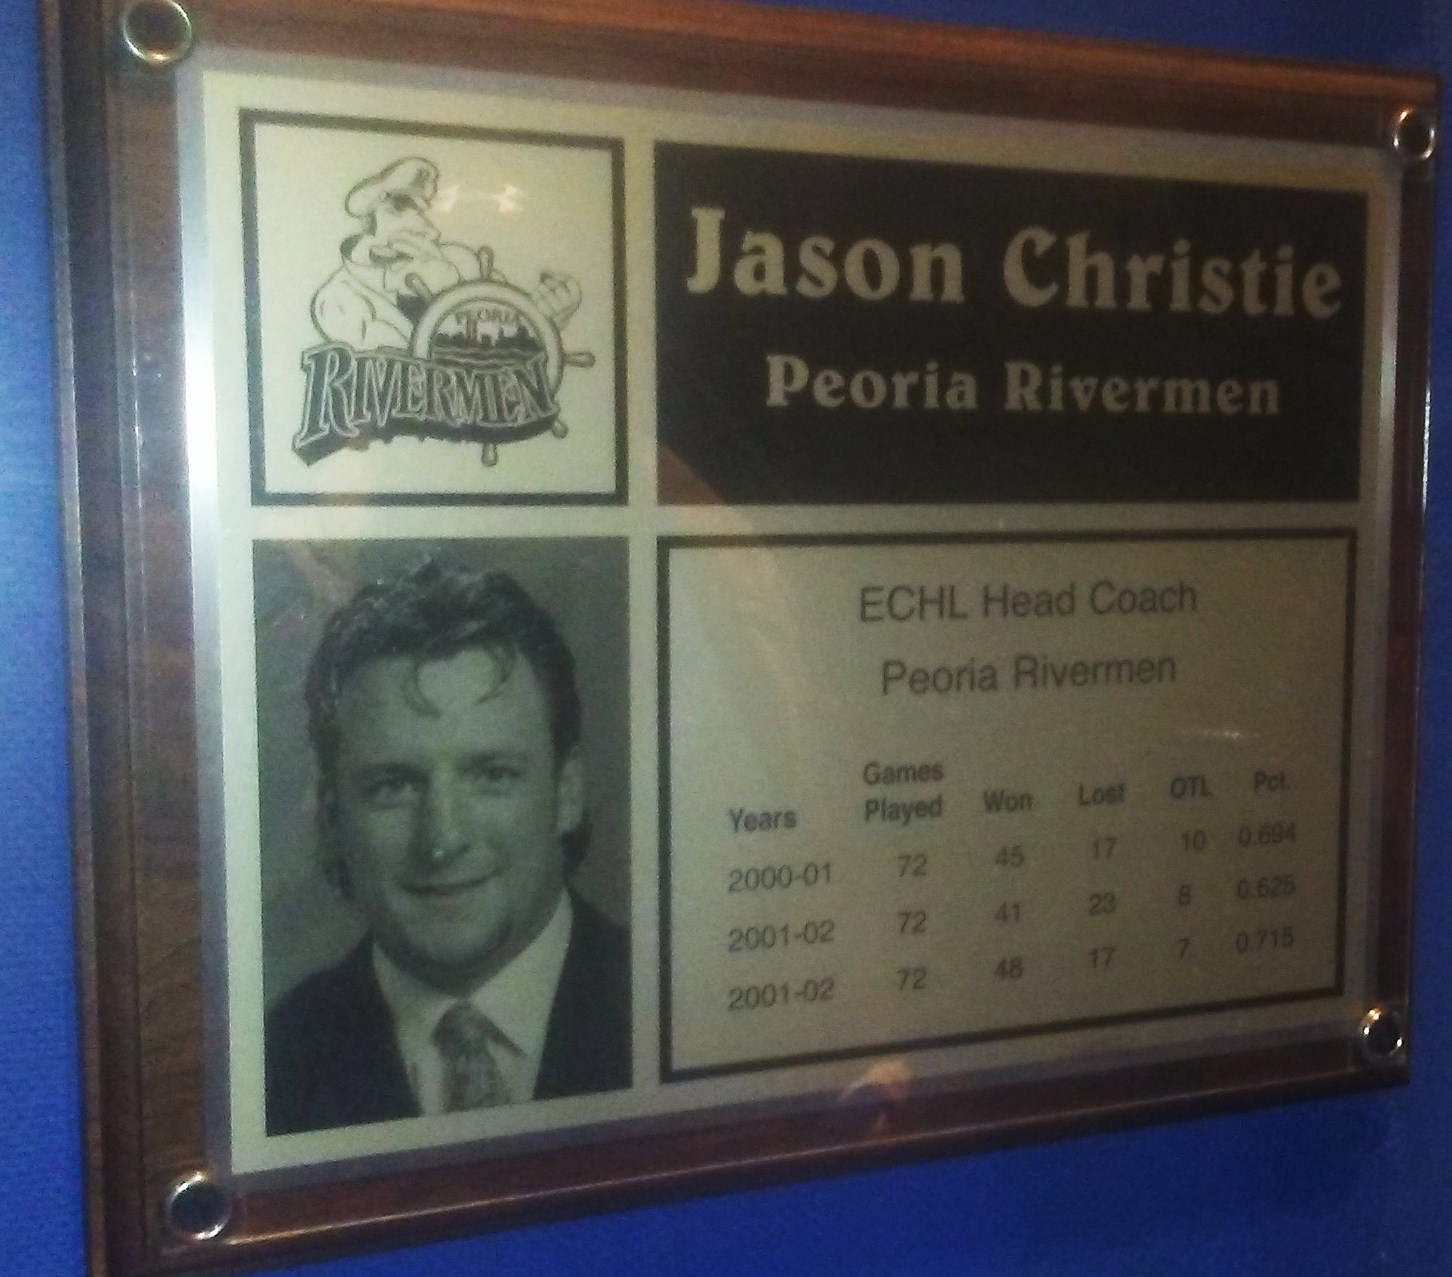 PEORIA
RIVERMEN
Jason Christie
Peoria Rivermen
ECHL Head Coach
Peoria Rivermen
Years Games Played Won Lost OTL Pct.
2000-01 72 45 17 10 0.694
2001-02 72 41 23 8 0.625
2001-02 72 48 17 7 0.715